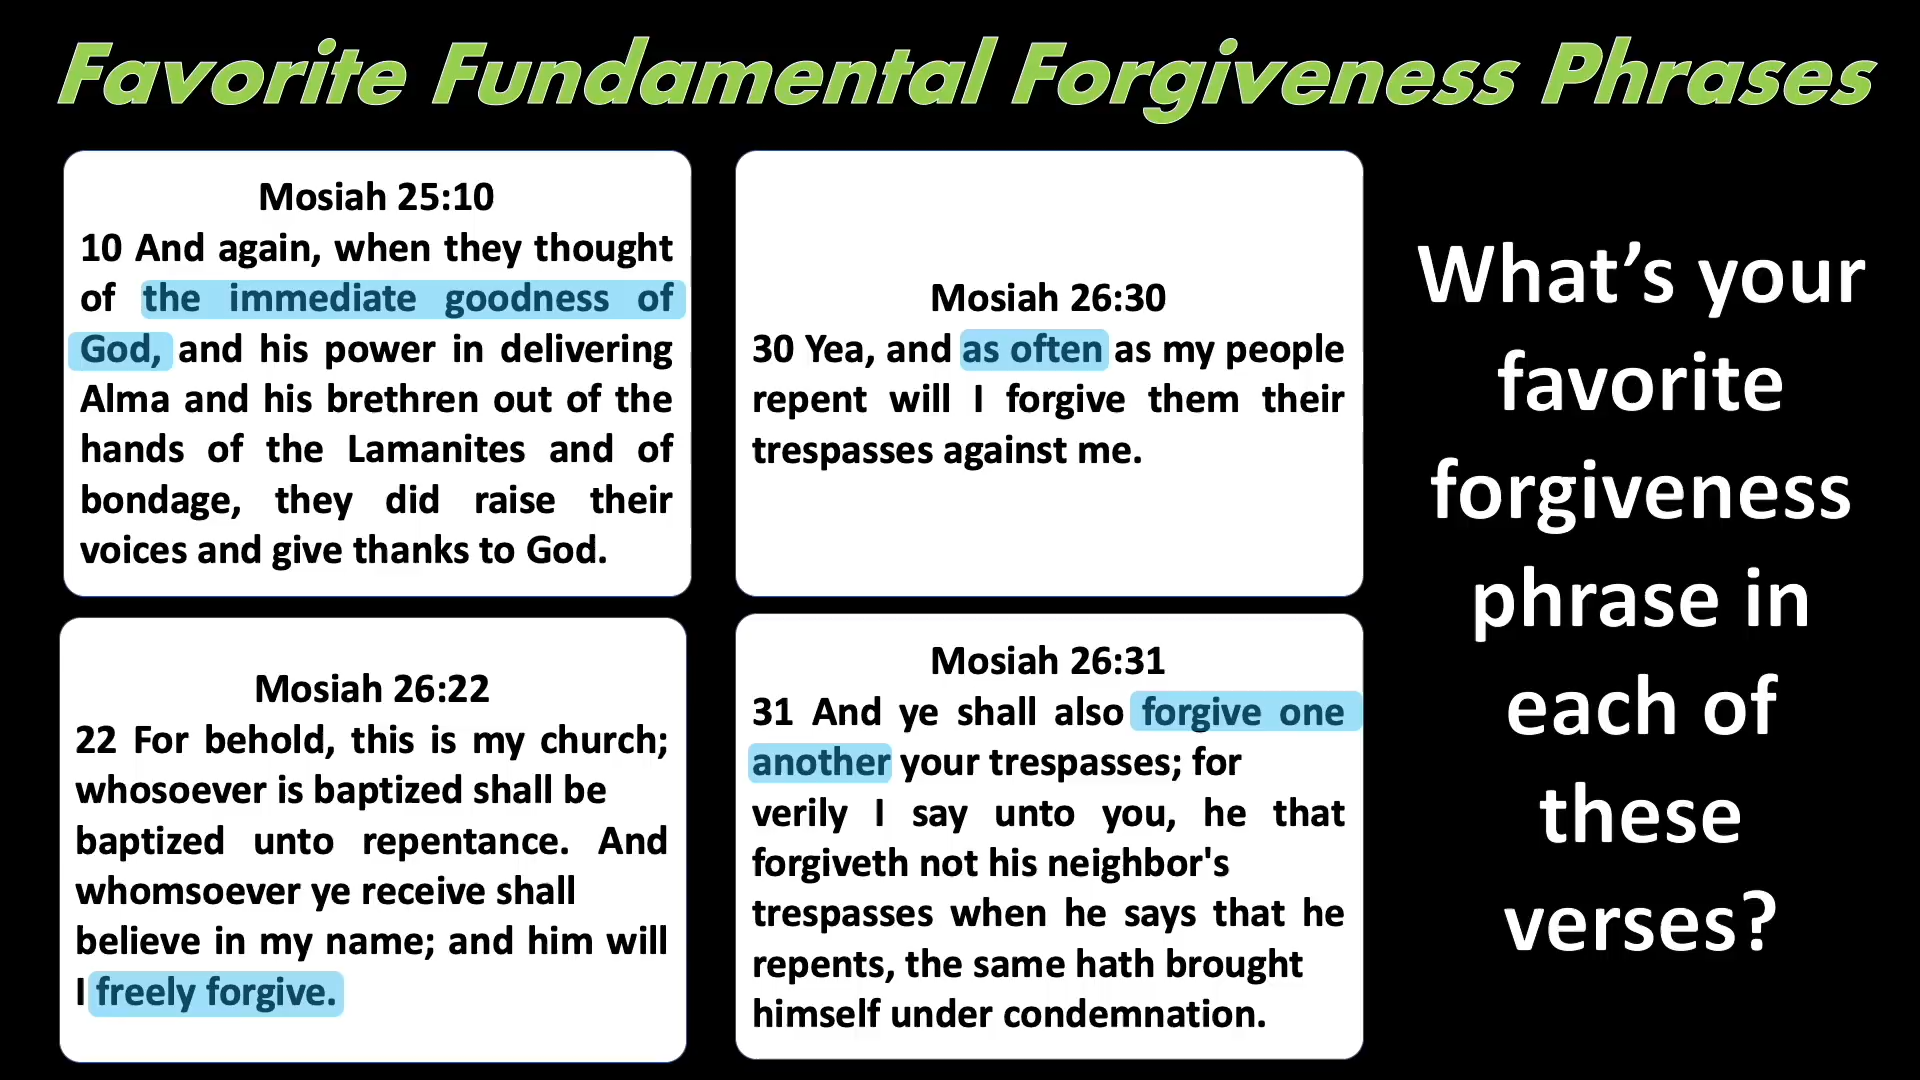 Favorite Fundamental Forgiveness Phrases
Mosiah 25:10
10 And again, when they thought
of the immediate goodness of
God, and his power in delivering
Alma and his brethren out of the
hands of the Lamanites and of
bondage, they did raise their
voices and give thanks to God.
Mosiah 26:30
30 Yea, and as often as my people
repent will I forgive them their
trespasses against me.
Mosiah 26:22
22 For behold, this is my church;
whosoever is baptized shall be
baptized unto repentance. And
whomsoever ye receive shall
believe in my name; and him will
I freely forgive.
Mosiah 26:31
31 And ye shall also forgive one
another your trespasses; for
verily I say unto you, he that
forgiveth not his neighbor's
trespasses when he says that he
repents, the same hath brought
himself under condemnation.
What’s your
favorite
forgiveness
phrase in
each of
these
verses?